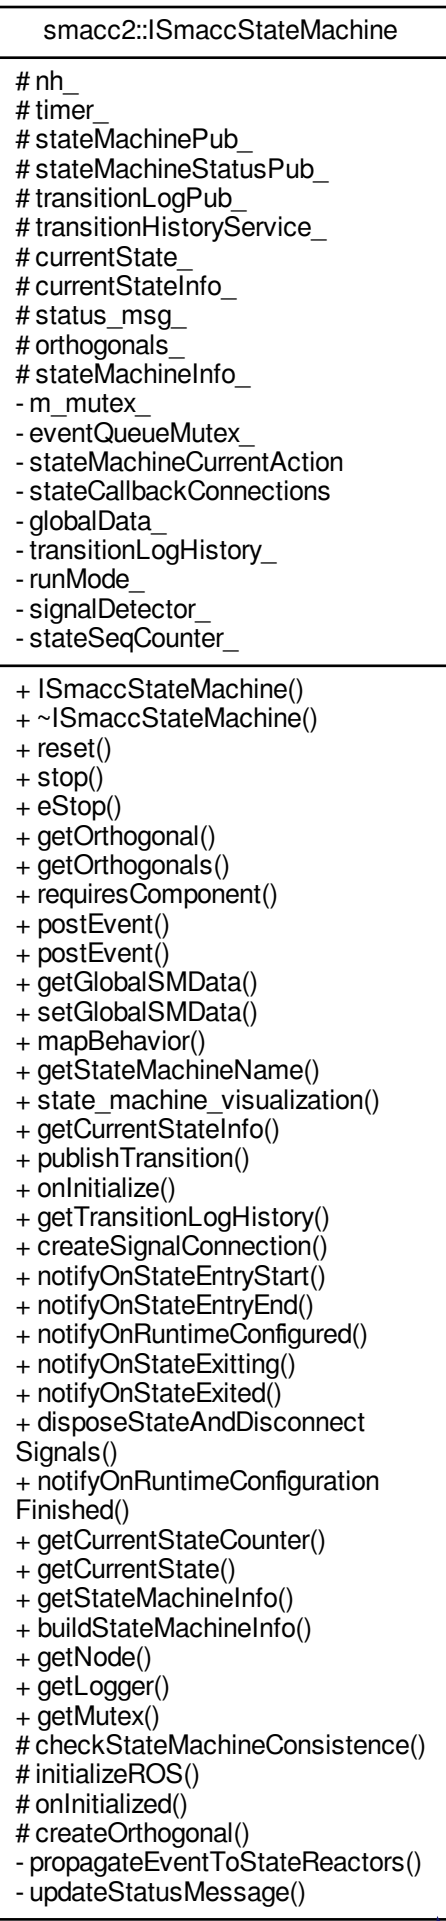 smacc2::ISmaccStateMachine
# nh_
# timer_
# stateMachinePub_
# stateMachineStatusPub_
# transitionLogPub_
# transitionHistoryService_
# currentState_
# currentStateInfo_
# status_msg_
# orthogonals_
# stateMachineInfo_
- m_mutex_
- eventQueueMutex_
- stateMachineCurrentAction
- stateCallbackConnections
- globalData_
- transitionLogHistory_
- runMode_
- signalDetector_
- stateSeqCounter_
+ ISmaccStateMachine()
+ ~ISmaccStateMachine()
+ reset()
+ stop()
+ eStop()
+ getOrthogonal()
+ getOrthogonals()
+ requiresComponent()
+ postEvent()
+ postEvent()
+ getGlobalSMData()
+ setGlobalSMData()
+ mapBehavior()
+ getStateMachineName()
+ state_machine_visualization()
+ getCurrentStateInfo()
+ publishTransition()
+ onInitialize()
+ getTransitionLogHistory()
+ createSignalConnection()
+ notifyOnStateEntryStart()
+ notifyOnStateEntryEnd()
+ notifyOnRuntimeConfigured()
+ notifyOnStateExitting()
+ notifyOnStateExited()
+ disposeStateAndDisconnect
Signals()
+ notifyOnRuntimeConfiguration
Finished()
+ getCurrentStateCounter()
+ getCurrentState()
+ getStateMachineInfo()
+ buildStateMachineInfo()
+ getNode()
+ getLogger()
+ getMutex()
# checkStateMachineConsistence()
# initializeROS()
# onInitialized()
# createOrthogonal()
- propagateEventToStateReactors()
- updateStatusMessage()